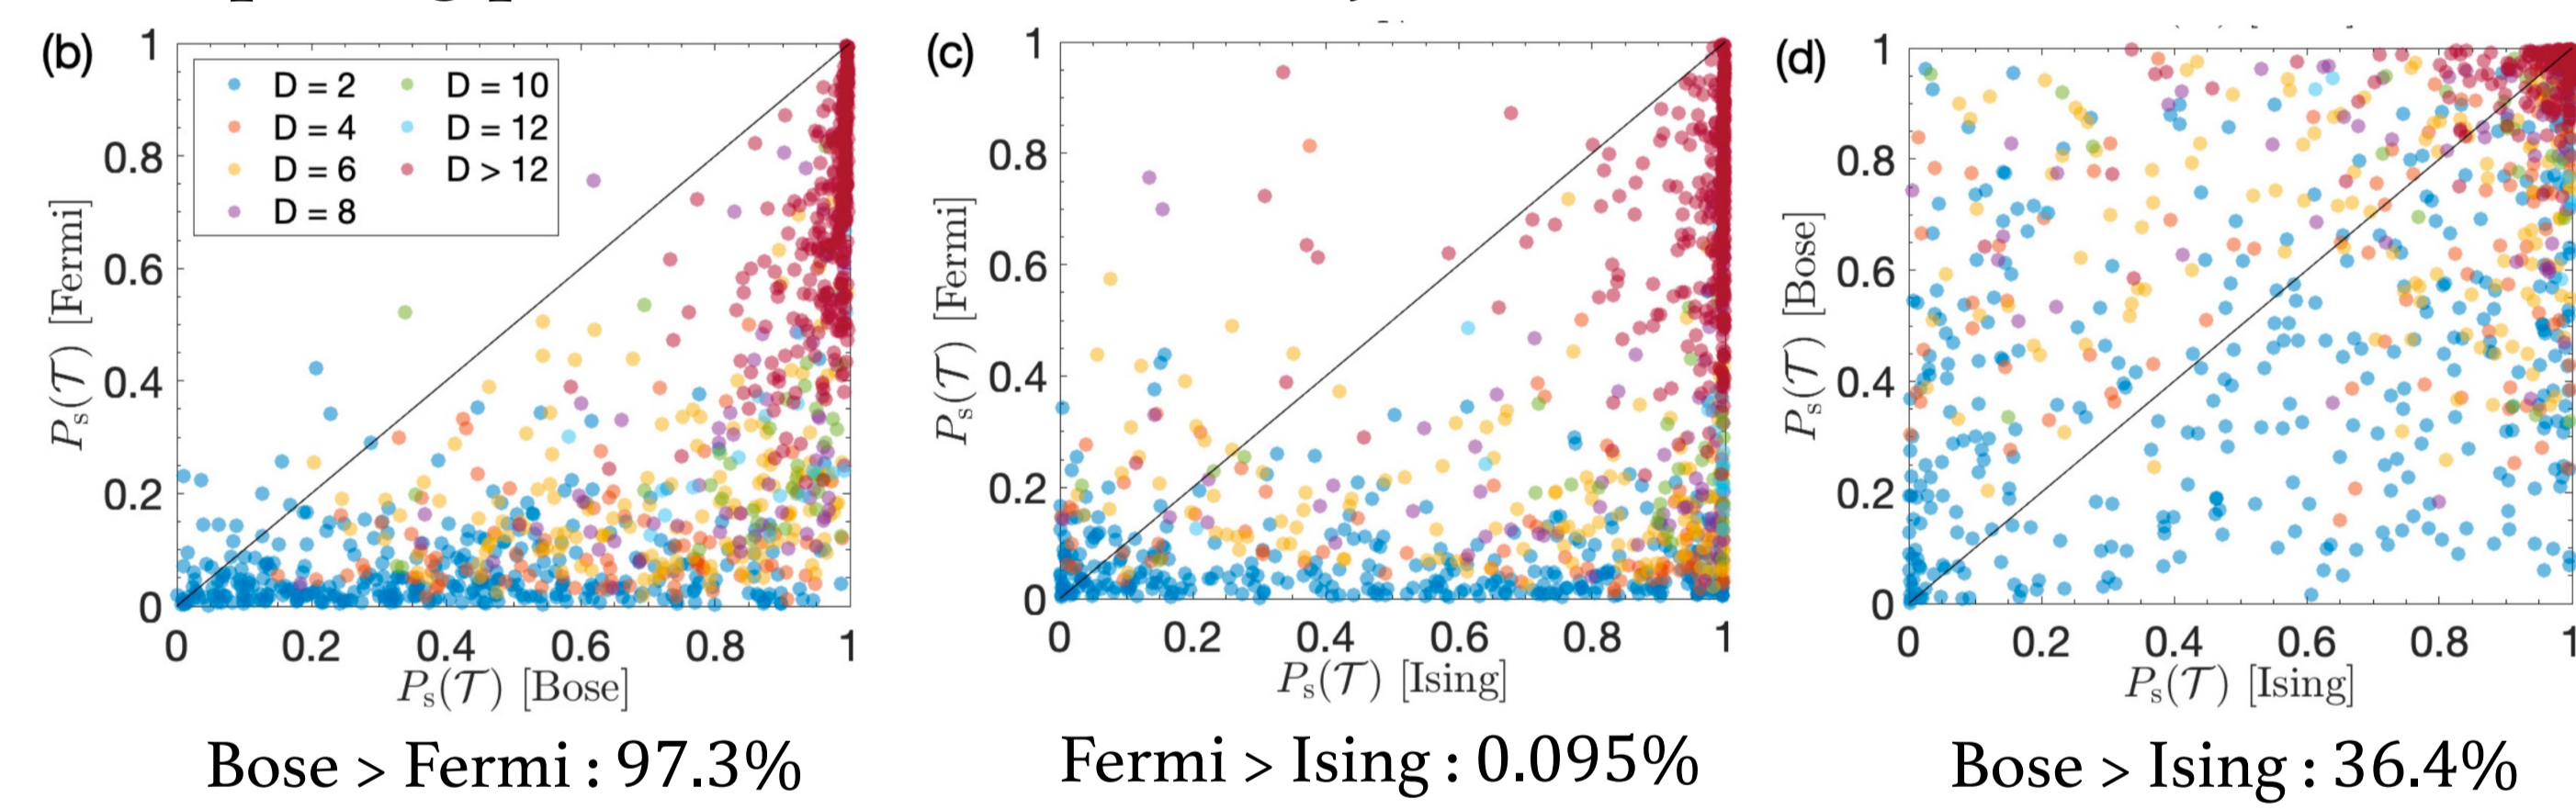 (b)
1
0.8
0.6
0.4
0.2
0
P_s(𝒯) [Fermi]
D = 2
D = 4
D = 6
D = 8
D = 10
D = 12
D > 12
0 0.2 0.4 0.6 0.8 1
P_s(𝒯) [Bose]
Bose > Fermi : 97.3%
(c)
1
0.8
0.6
0.4
0.2
0
P_s(𝒯) [Fermi]
0 0.2 0.4 0.6 0.8 1
P_s(𝒯) [Ising]
Fermi > Ising : 0.095%
(d)
1
0.8
0.6
0.4
0.2
0
P_s(𝒯) [Bose]
0 0.2 0.4 0.6 0.8 1
P_s(𝒯) [Ising]
Bose > Ising : 36.4%